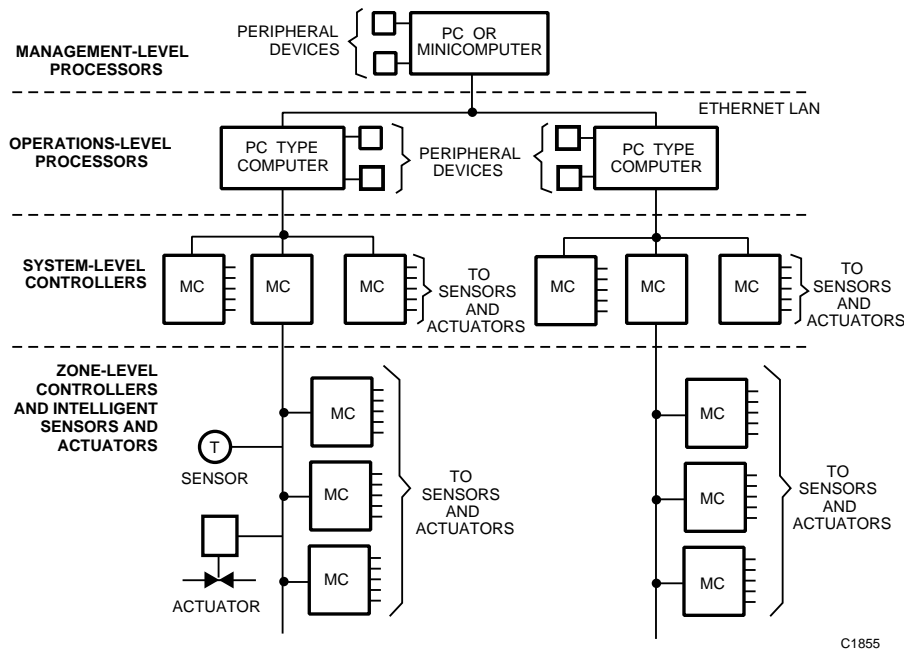 PERIPHERAL
DEVICES
PC OR
MINICOMPUTER
MANAGEMENT-LEVEL
PROCESSORS
ETHERNET LAN
OPERATIONS-LEVEL
PROCESSORS
PC TYPE
COMPUTER
PERIPHERAL
DEVICES
PC TYPE
COMPUTER
SYSTEM-LEVEL
CONTROLLERS
MC
MC
MC
TO
SENSORS
AND
ACTUATORS
MC
MC
MC
TO
SENSORS
AND
ACTUATORS
ZONE-LEVEL
CONTROLLERS
AND INTELLIGENT
SENSORS AND
ACTUATORS
T
SENSOR
ACTUATOR
MC
MC
MC
TO
SENSORS
AND
ACTUATORS
MC
MC
MC
TO
SENSORS
AND
ACTUATORS
C1855